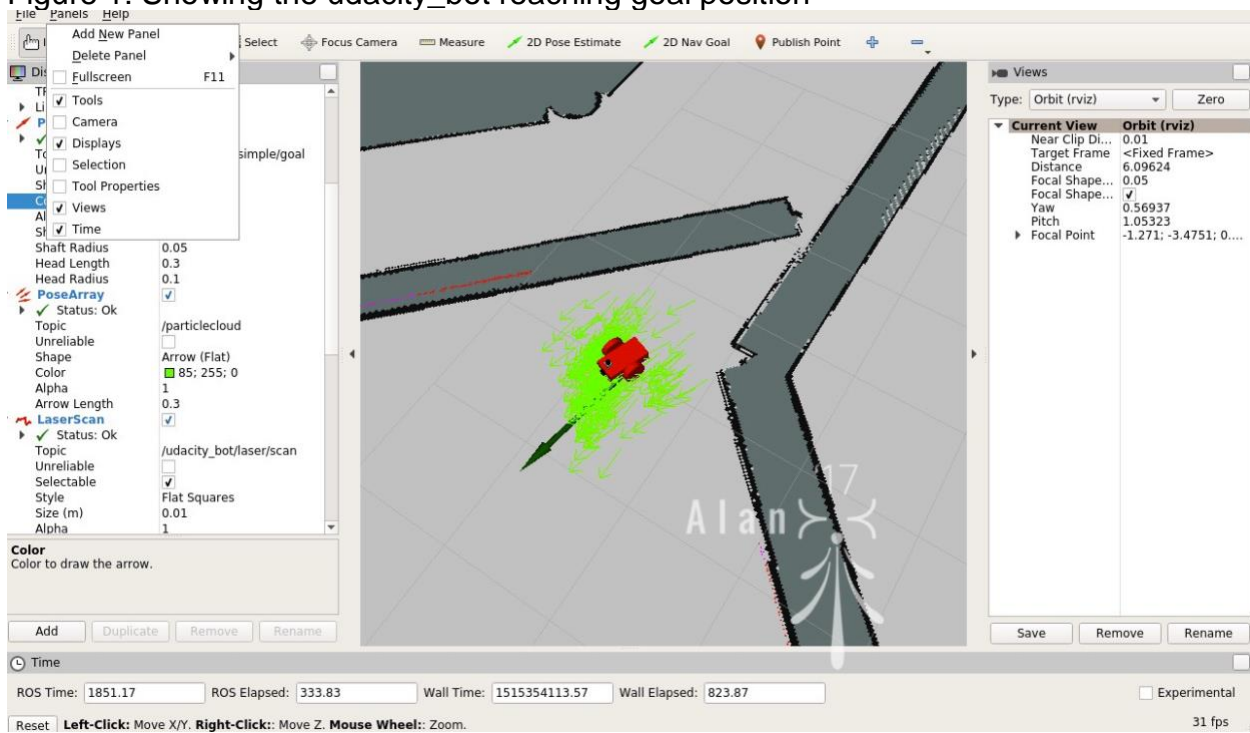 Figure 1: Showing the udacity_bot reaching goal position
File Panels Help
Add New Panel
Delete Panel
Fullscreen F11
Tools
Camera
Displays
Selection
Tool Properties
Views
Time
Select Focus Camera Measure 2D Pose Estimate 2D Nav Goal Publish Point
simple/goal
Shaft Radius 0.05
Head Length 0.3
Head Radius 0.1
PoseArray
Status: Ok
Topic /particlecloud
Unreliable
Shape Arrow (Flat)
Color 85; 255; 0
Alpha 1
Arrow Length 0.3
LaserScan
Status: Ok
Topic /udacity_bot/laser/scan
Unreliable
Selectable
Style Flat Squares
Size (m) 0.01
Alpha 1
Color
Color to draw the arrow.
Add Duplicate Remove Rename
Alan '17
Views
Type: Orbit (rviz) Zero
Current View Orbit (rviz)
Near Clip Di... 0.01
Target Frame <Fixed Frame>
Distance 6.09624
Focal Shape... 0.05
Focal Shape...
Yaw 0.56937
Pitch 1.05323
Focal Point -1.271; -3.4751; 0....
Save Remove Rename
Time
ROS Time: 1851.17 ROS Elapsed: 333.83 Wall Time: 1515354113.57 Wall Elapsed: 823.87 Experimental
Reset Left-Click: Move X/Y. Right-Click:: Move Z. Mouse Wheel:: Zoom. 31 fps